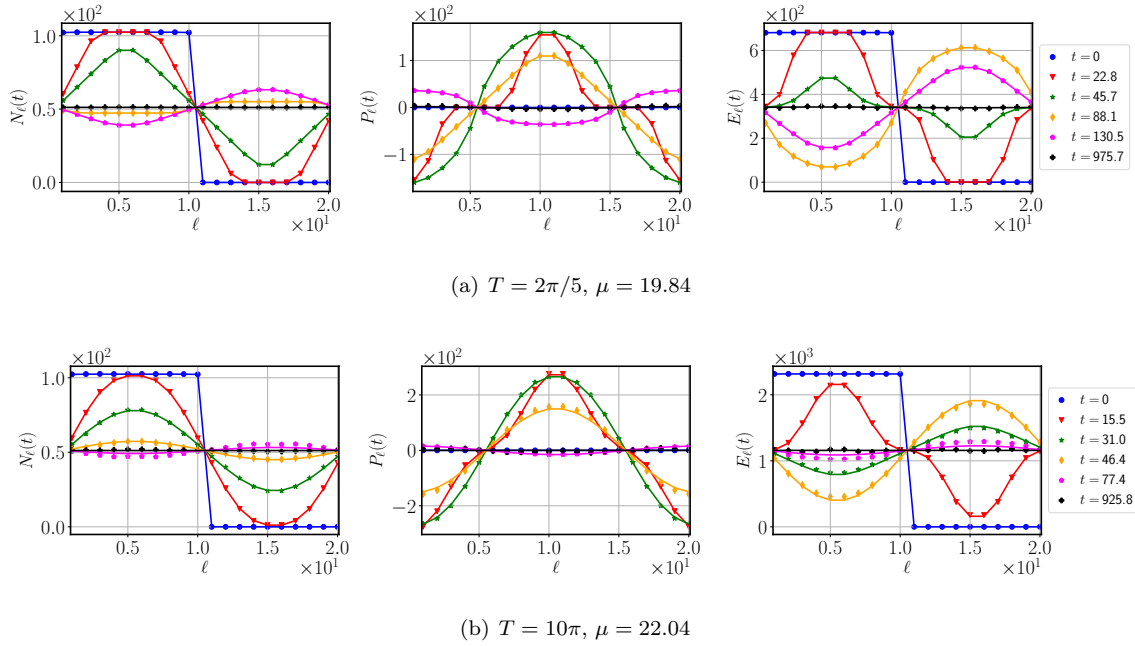 ×10²
×10²
×10²
1.0
0.5
0.0
N_ℓ(t)
0.5 1.0 1.5 2.0
ℓ
×10¹
1
0
−1
P_ℓ(t)
0.5 1.0 1.5 2.0
ℓ
×10¹
6
4
2
0
E_ℓ(t)
0.5 1.0 1.5 2.0
ℓ
×10¹
t = 0
t = 22.8
t = 45.7
t = 88.1
t = 130.5
t = 975.7
(a) T = 2π/5, μ = 19.84
×10²
×10²
×10³
1.0
0.5
0.0
N_ℓ(t)
0.5 1.0 1.5 2.0
ℓ
×10¹
2
0
−2
P_ℓ(t)
0.5 1.0 1.5 2.0
ℓ
×10¹
2
1
0
E_ℓ(t)
0.5 1.0 1.5 2.0
ℓ
×10¹
t = 0
t = 15.5
t = 31.0
t = 46.4
t = 77.4
t = 925.8
(b) T = 10π, μ = 22.04